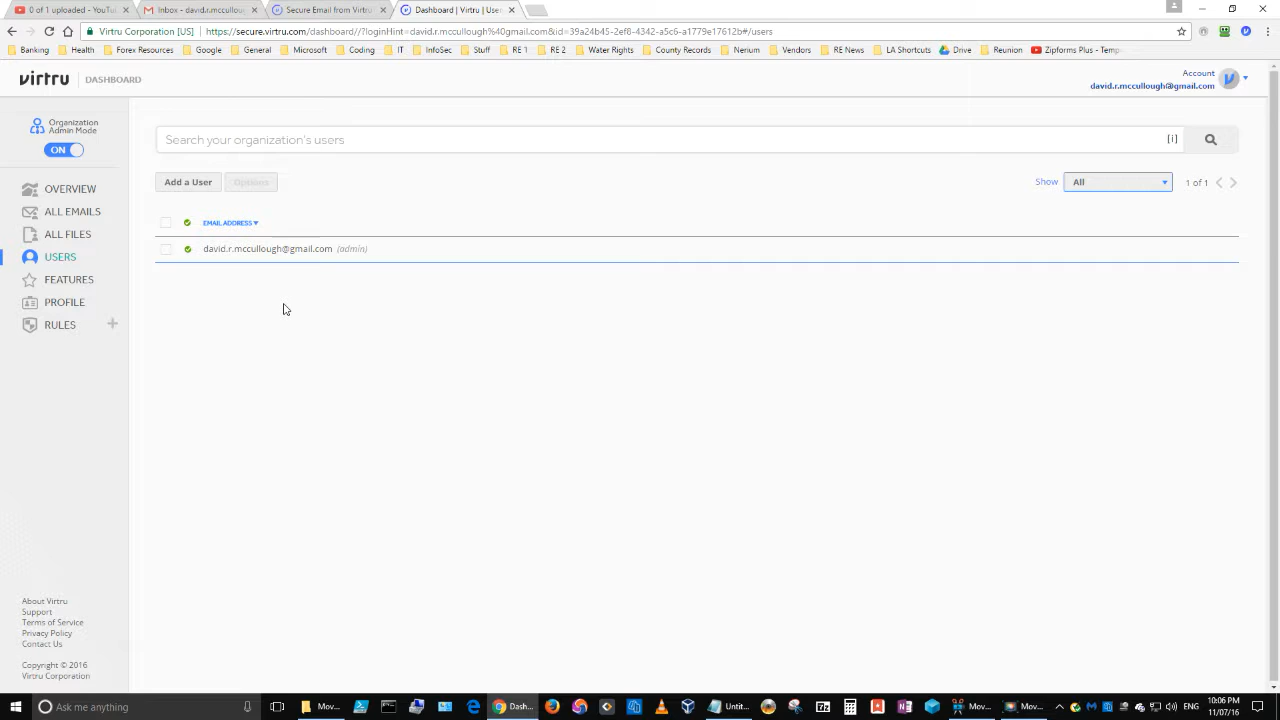 0 of 1 uploaded - YouTu
Inbox - david.r.mcculloug
Secure Email from Virtru
Dashboard | Virtru | User
Virtru Corporation [US]
https://secure.virtru.com/dashboard//?loginHint=david.r.mccullough%40gmail.com&id=39a24b45-2ef8-4342-a5c6-a1779e17612b#/users
Banking
Health
Forex Resources
Google
General
Microsoft
Coding
IT
InfoSec
Stuff
RE 1
RE 2
Water Rights
County Records
Nerium
Vendors
RE News
LA Shortcuts
Drive
Reunion
Zipforms Plus - Temp
virtru
DASHBOARD
Account
david.r.mccullough@gmail.com
Organization
Admin Mode
ON
OVERVIEW
ALL EMAILS
ALL FILES
USERS
FEATURES
PROFILE
RULES
Search your organization's users
[i]
Add a User
Options
Show
All
1 of 1
EMAIL ADDRESS
david.r.mccullough@gmail.com (admin)
About Virtru
Support
Terms of Service
Privacy Policy
Contact Us
Copyright © 2016
Virtru Corporation
Ask me anything
Mov...
Dash...
Untit...
Mov...
Mov...
ENG
10:06 PM
11/07/16